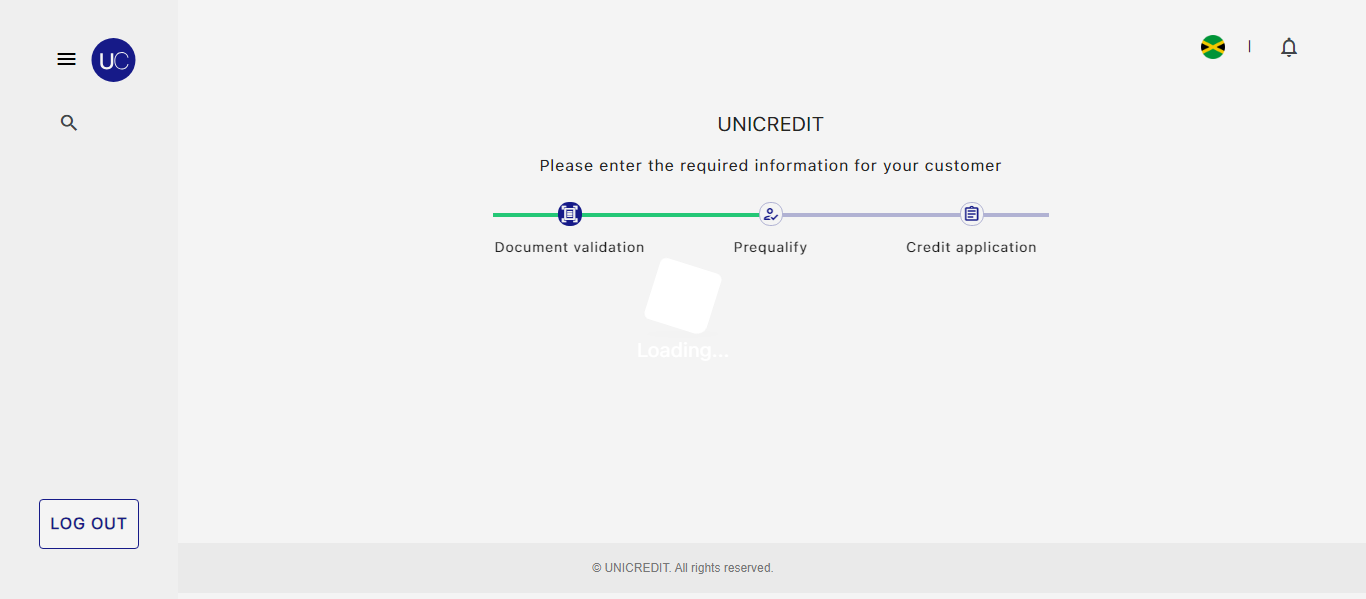 UC
UNICREDIT
Please enter the required information for your customer
Document validation
Prequalify
Credit application
Loading...
LOG OUT
© UNICREDIT. All rights reserved.